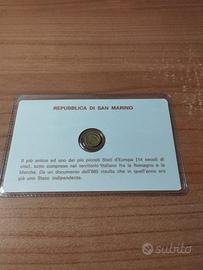 REPUBBLICA DI SAN MARINO
Il più antico ed uno dei più piccoli Stati d'Europa (14 secoli di
vita), tutto compreso nel territorio Italiano fra la Romagna e le
Marche. Da un documento dell'885 risulta che in quell'anno era
già uno Stato indipendente.
subito